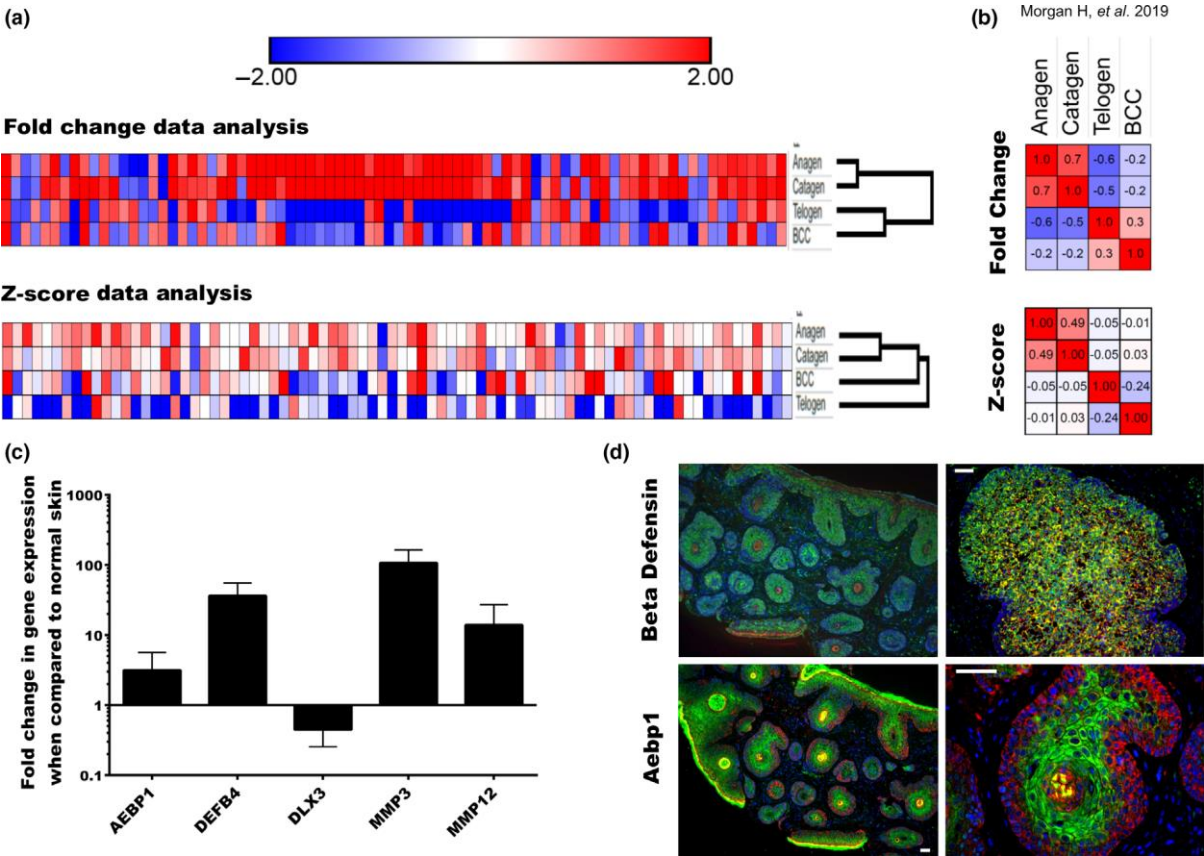 (a)
−2.00
2.00
Fold change data analysis
Anagen
Catagen
Telogen
BCC
Z-score data analysis
Anagen
Catagen
BCC
Telogen
(b)
Morgan H, et al. 2019
Anagen
Catagen
Telogen
BCC
Fold Change
1.0 0.7 -0.6 -0.2
0.7 1.0 -0.5 -0.2
-0.6 -0.5 1.0 0.3
-0.2 -0.2 0.3 1.0
Z-score
1.00 0.49 -0.05 -0.01
0.49 1.00 -0.05 0.03
-0.05 -0.05 1.00 -0.24
-0.01 0.03 -0.24 1.00
(c)
Fold change in gene expression
when compared to normal skin
1000
100
10
1
0.1
AEBP1
DEFB4
DLX3
MMP3
MMP12
(d)
Beta Defensin
Aebp1